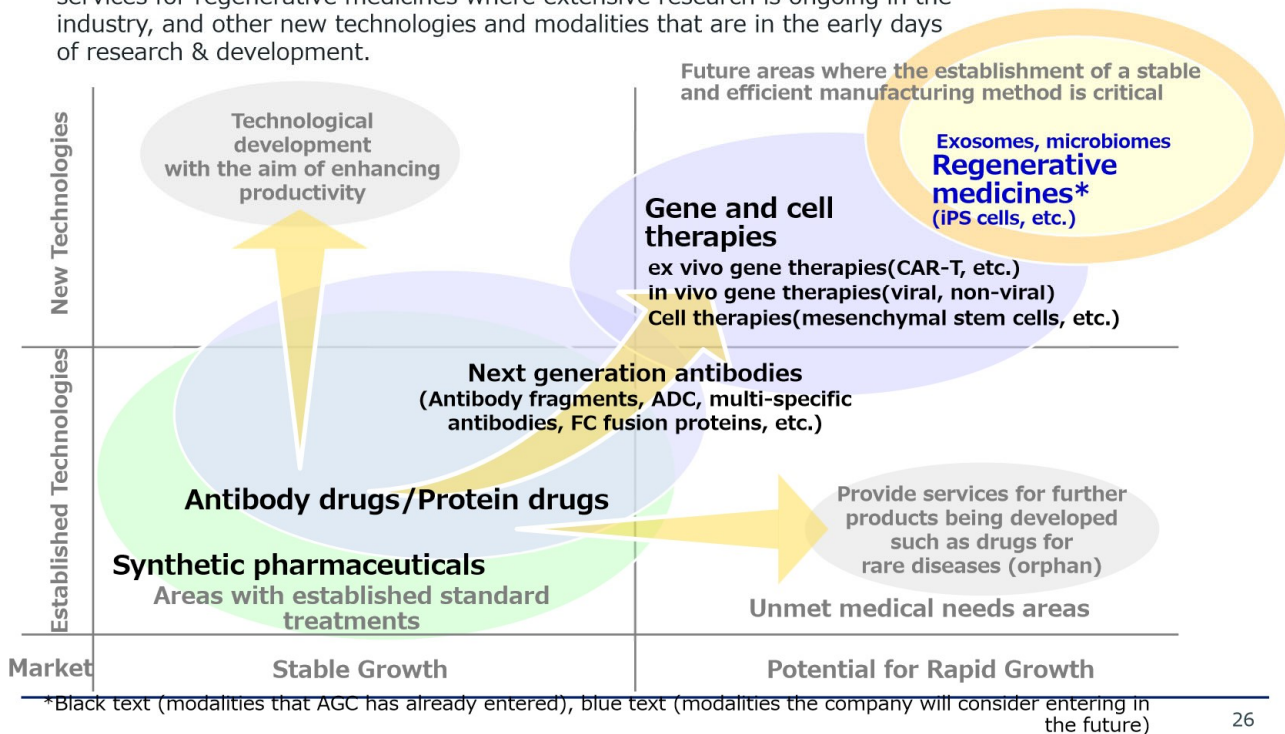 services for regenerative medicines where extensive research is ongoing in the
industry, and other new technologies and modalities that are in the early days
of research & development.
Future areas where the establishment of a stable
and efficient manufacturing method is critical
New Technologies
Technological
development
with the aim of enhancing
productivity
Exosomes, microbiomes
Regenerative
medicines*
(iPS cells, etc.)
Gene and cell
therapies
ex vivo gene therapies(CAR-T, etc.)
in vivo gene therapies(viral, non-viral)
Cell therapies(mesenchymal stem cells, etc.)
Established Technologies
Next generation antibodies
(Antibody fragments, ADC, multi-specific
antibodies, FC fusion proteins, etc.)
Antibody drugs/Protein drugs
Synthetic pharmaceuticals
Areas with established standard
treatments
Provide services for further
products being developed
such as drugs for
rare diseases (orphan)
Unmet medical needs areas
Market
Stable Growth
Potential for Rapid Growth
*Black text (modalities that AGC has already entered), blue text (modalities the company will consider entering in
the future)
26